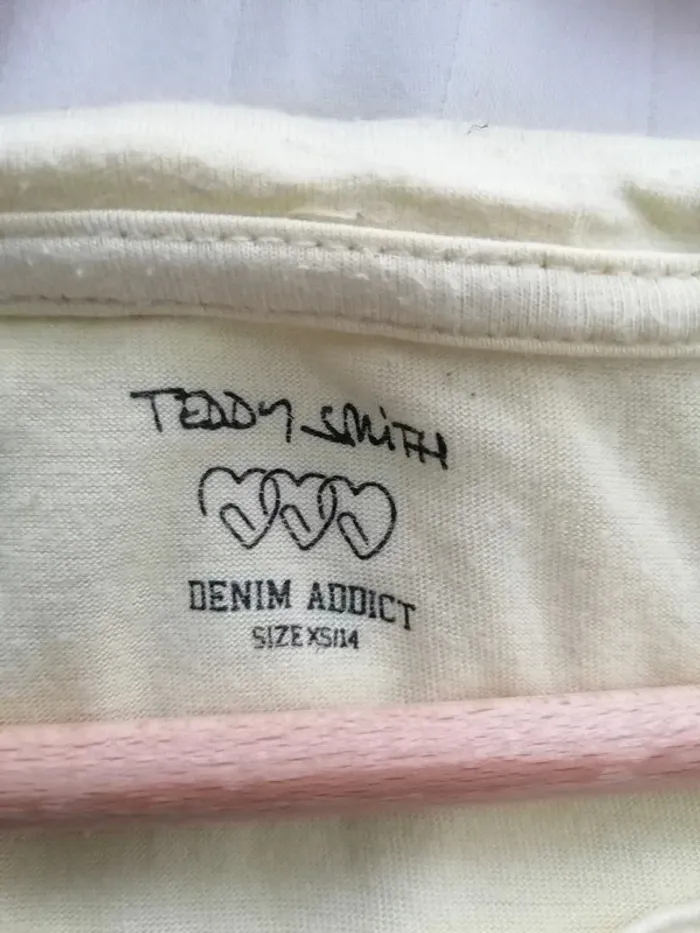 TEDDY SMITH
DENIM ADDICT
SIZE XS/14